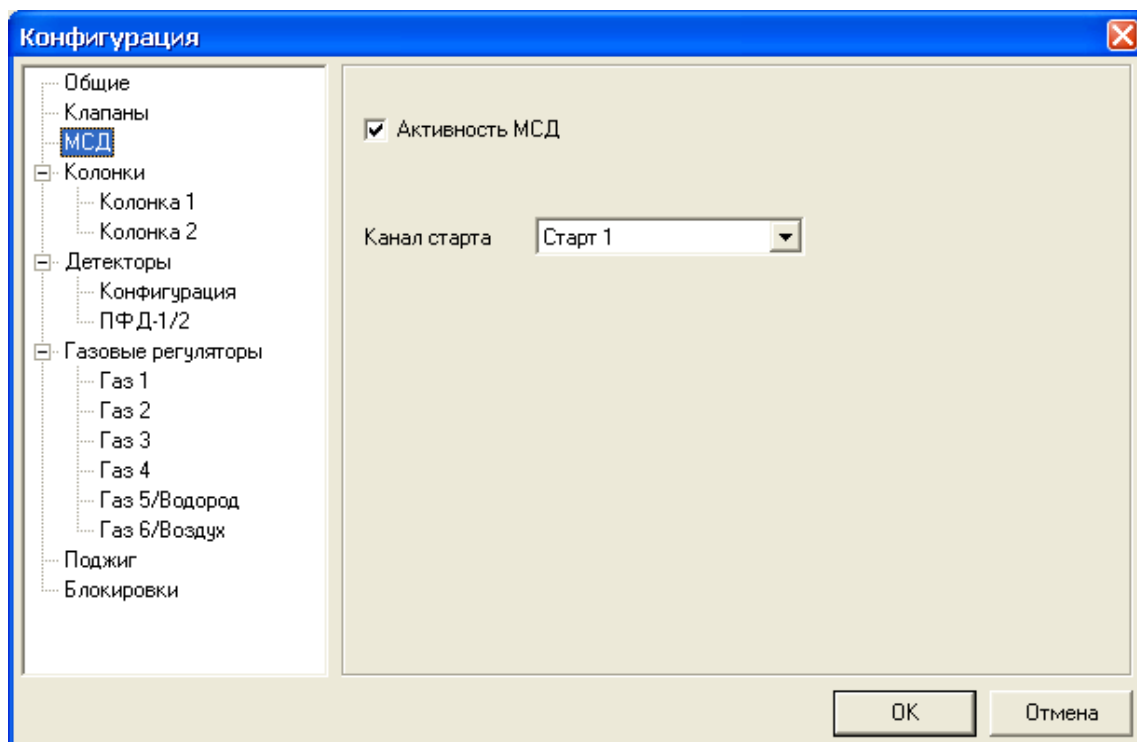 Конфигурация
Общие
Клапаны
МСД
Колонки
Колонка 1
Колонка 2
Детекторы
Конфигурация
ПФД-1/2
Газовые регуляторы
Газ 1
Газ 2
Газ 3
Газ 4
Газ 5/Водород
Газ 6/Воздух
Поджиг
Блокировки
Активность МСД
Канал старта Старт 1
OK Отмена